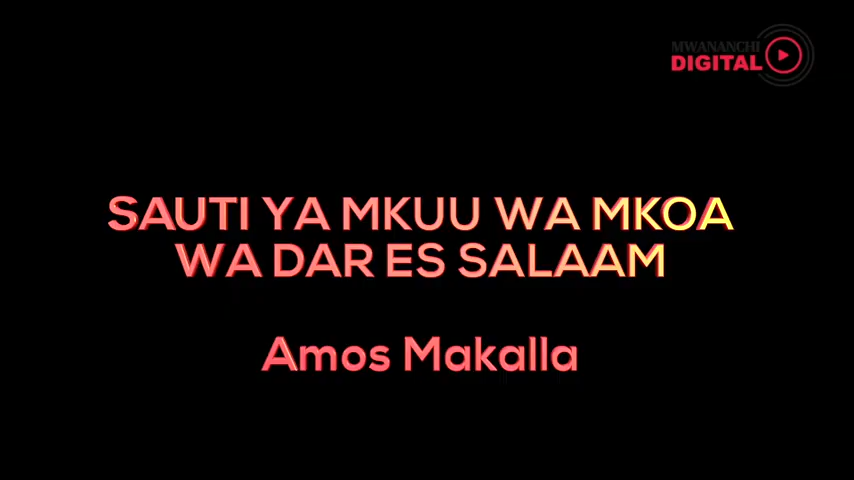 MWANANCHI
DIGITAL
SAUTI YA MKUU WA MKOA
WA DAR ES SALAAM
Amos Makalla